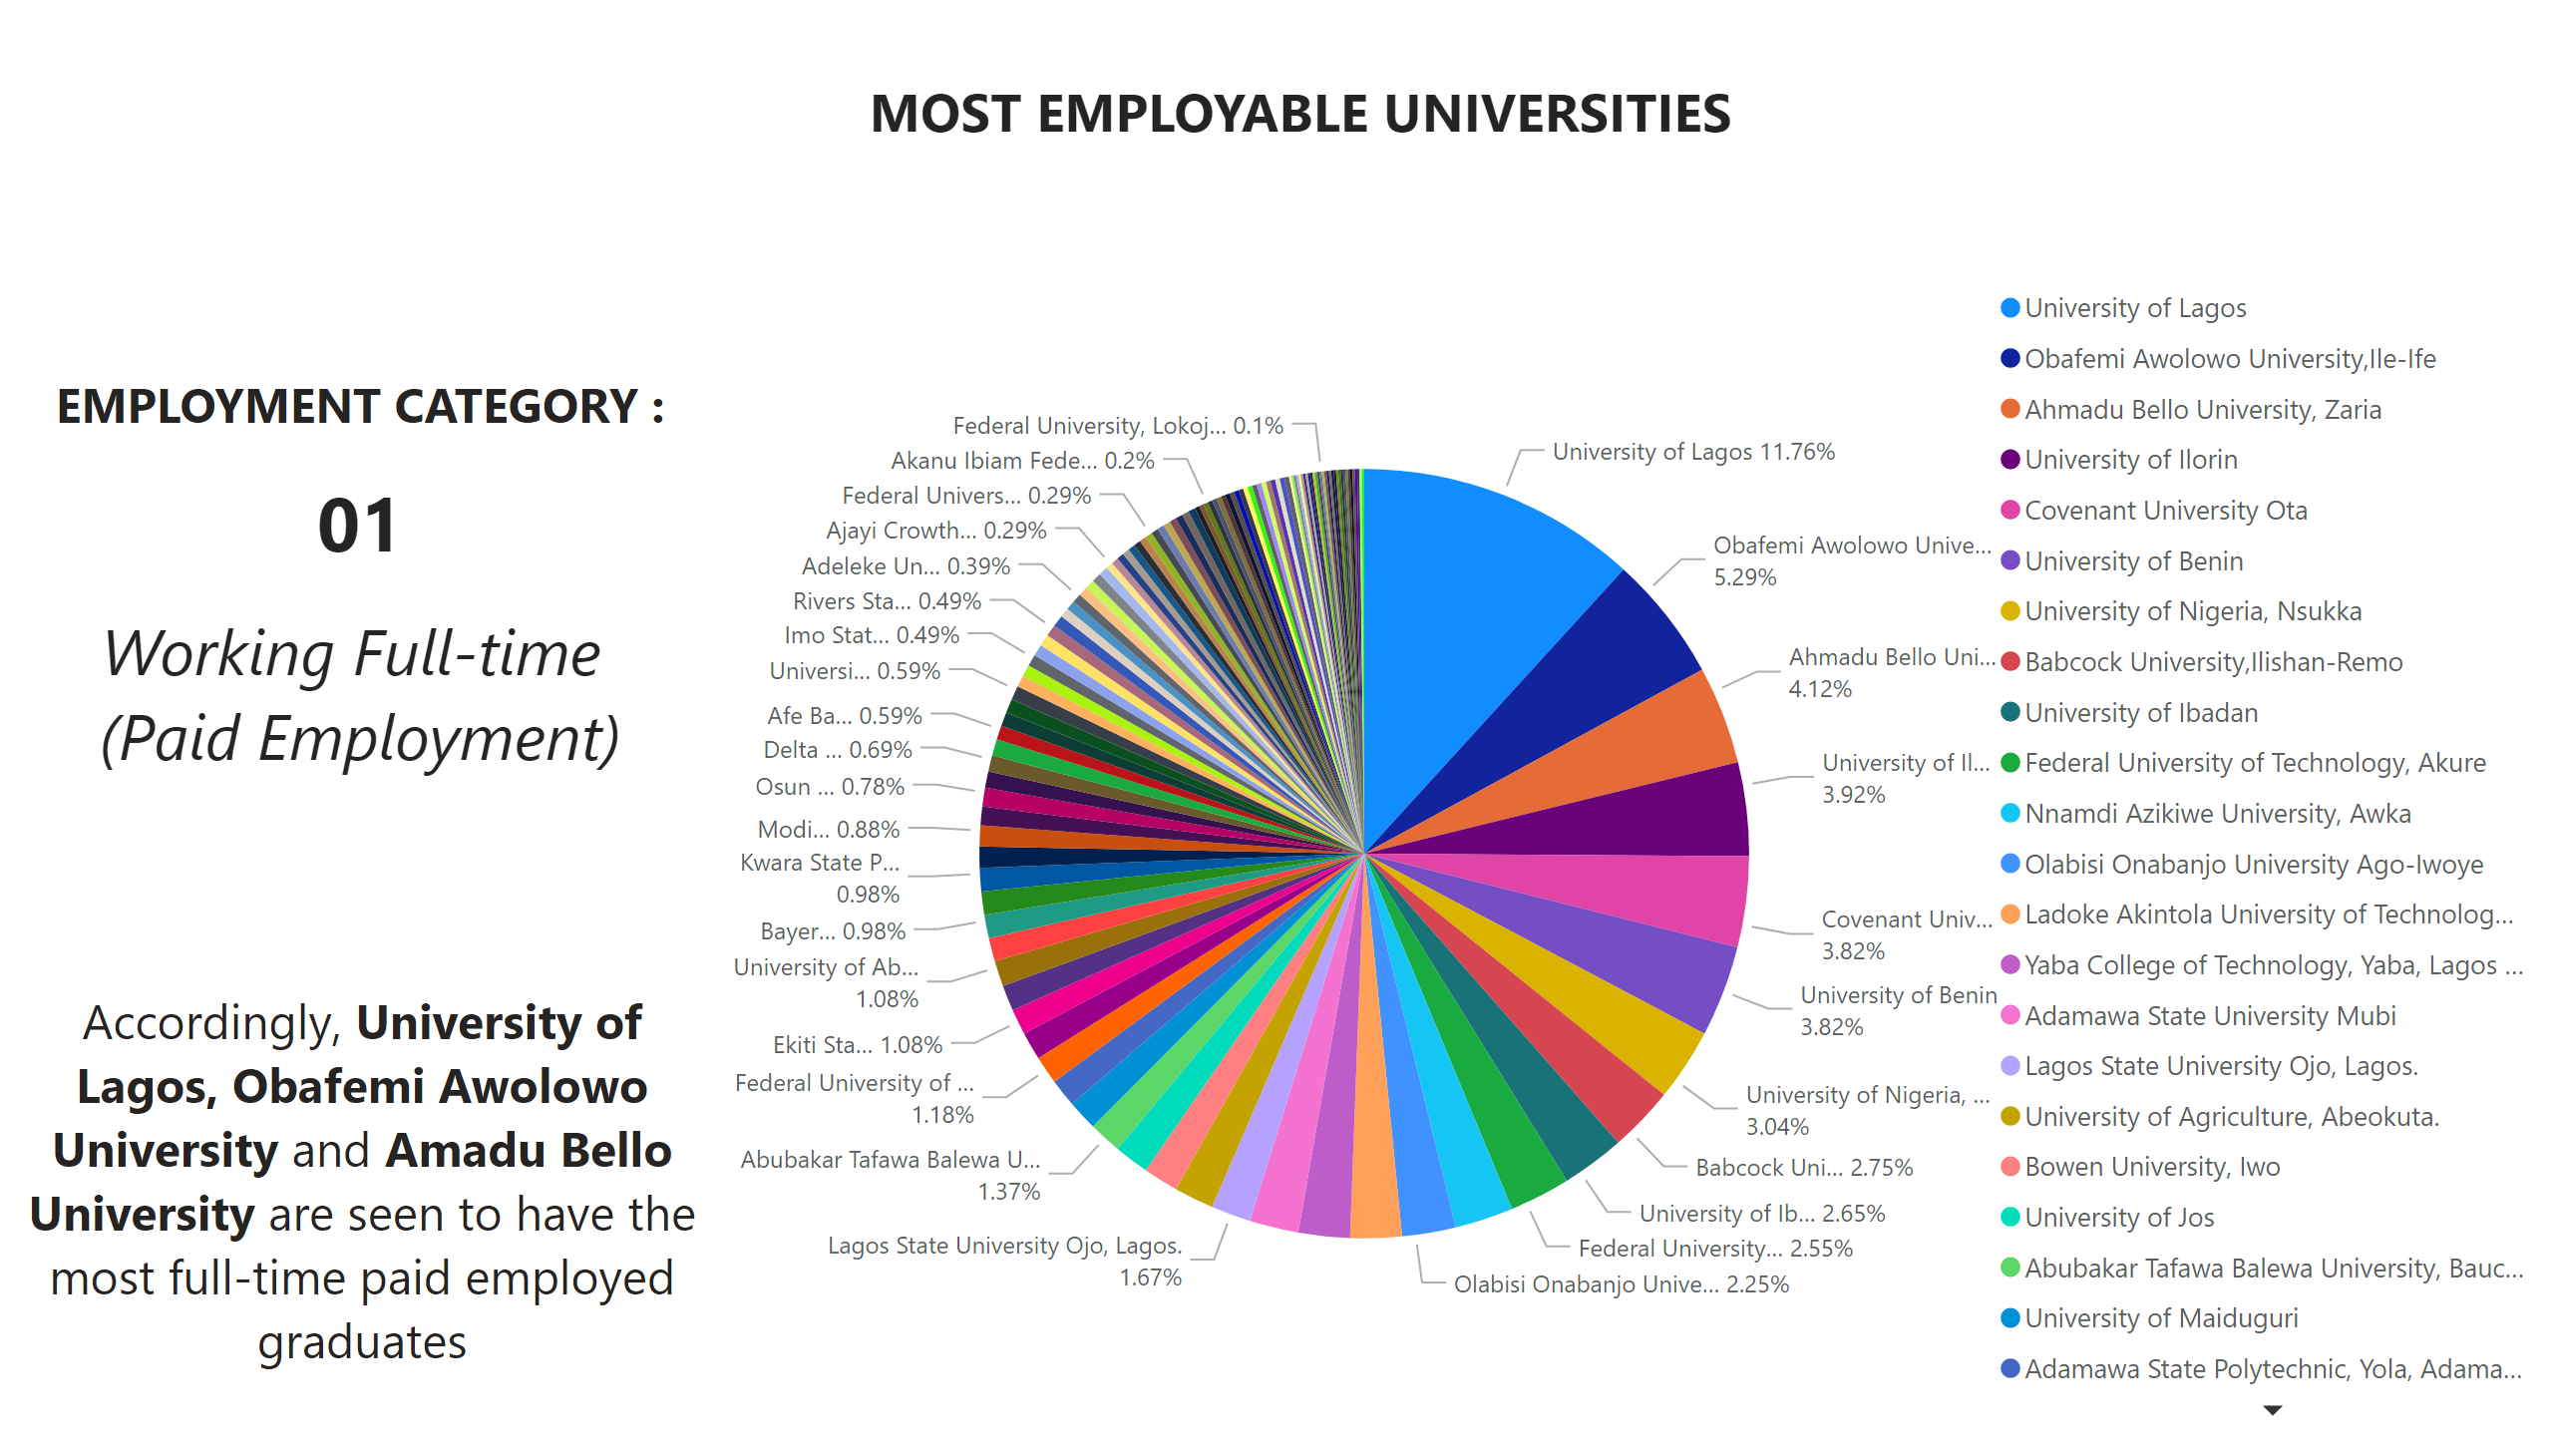 MOST EMPLOYABLE UNIVERSITIES
EMPLOYMENT CATEGORY :
01
Working Full-time
(Paid Employment)
Accordingly, University of
Lagos, Obafemi Awolowo
University and Amadu Bello
University are seen to have the
most full-time paid employed
graduates
Federal University, Lokoj... 0.1%
Akanu Ibiam Fede... 0.2%
Federal Univers... 0.29%
Ajayi Crowth... 0.29%
Adeleke Un... 0.39%
Rivers Sta... 0.49%
Imo Stat... 0.49%
Universi... 0.59%
Afe Ba... 0.59%
Delta ... 0.69%
Osun ... 0.78%
Modi... 0.88%
Kwara State P...
0.98%
Bayer... 0.98%
University of Ab...
1.08%
Ekiti Sta... 1.08%
Federal University of ...
1.18%
Abubakar Tafawa Balewa U...
1.37%
Lagos State University Ojo, Lagos.
1.67%
University of Lagos 11.76%
Obafemi Awolowo Unive...
5.29%
Ahmadu Bello Uni...
4.12%
University of Il...
3.92%
Covenant Univ...
3.82%
University of Benin
3.82%
University of Nigeria, ...
3.04%
Babcock Uni... 2.75%
University of Ib... 2.65%
Federal University... 2.55%
Olabisi Onabanjo Unive... 2.25%
University of Lagos
Obafemi Awolowo University,Ile-Ife
Ahmadu Bello University, Zaria
University of Ilorin
Covenant University Ota
University of Benin
University of Nigeria, Nsukka
Babcock University,Ilishan-Remo
University of Ibadan
Federal University of Technology, Akure
Nnamdi Azikiwe University, Awka
Olabisi Onabanjo University Ago-Iwoye
Ladoke Akintola University of Technolog...
Yaba College of Technology, Yaba, Lagos ...
Adamawa State University Mubi
Lagos State University Ojo, Lagos.
University of Agriculture, Abeokuta.
Bowen University, Iwo
University of Jos
Abubakar Tafawa Balewa University, Bauc...
University of Maiduguri
Adamawa State Polytechnic, Yola, Adama...